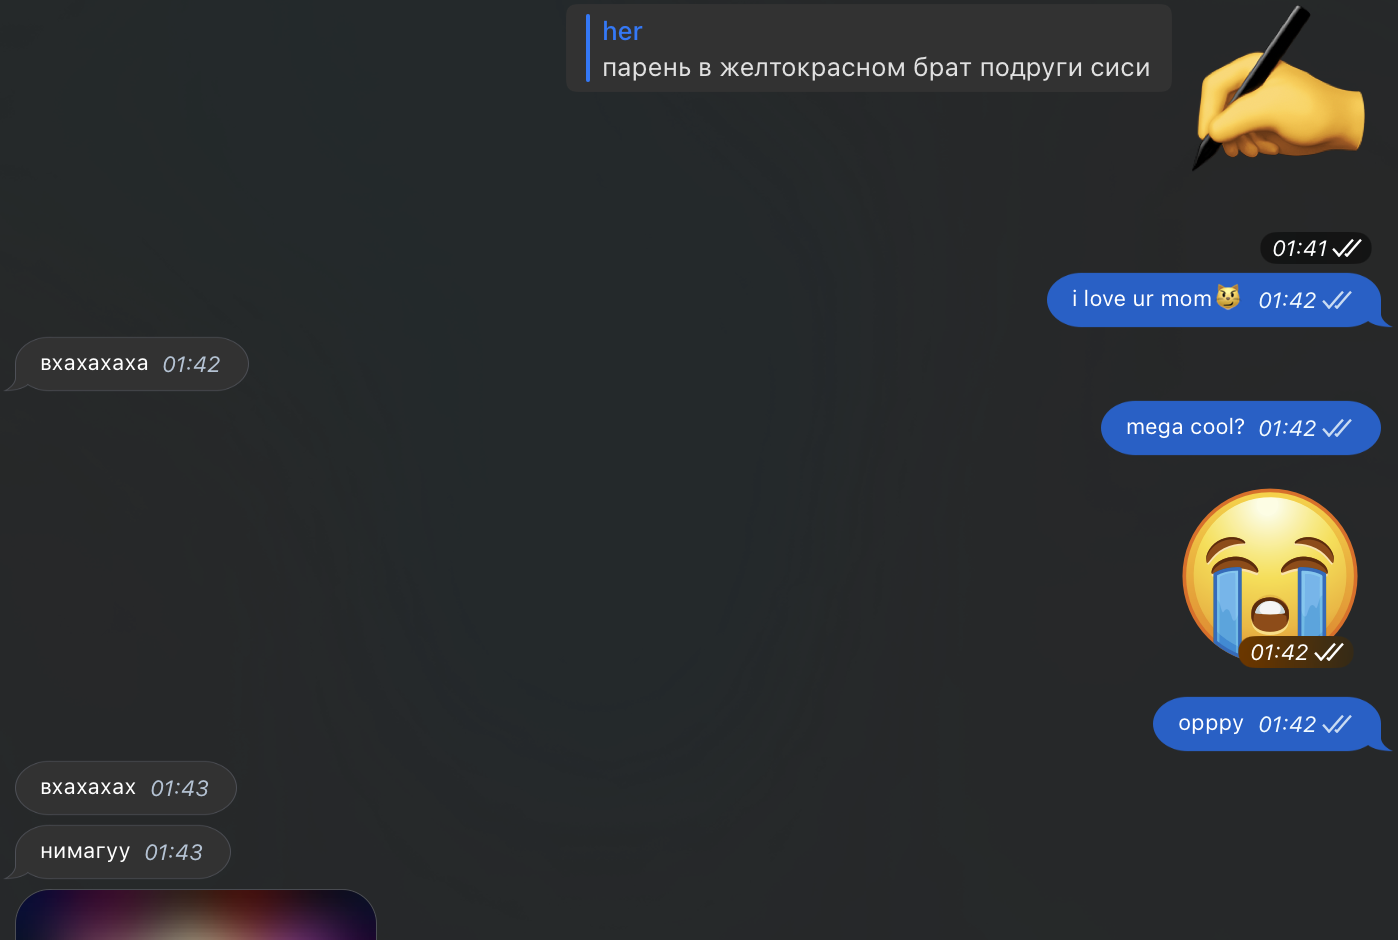 her
парень в желтокрасном брат подруги сиси
01:41
i love ur mom😼 01:42
вхахахаха 01:42
mega cool? 01:42
01:42
opppy 01:42
вхахахах 01:43
нимагуу 01:43